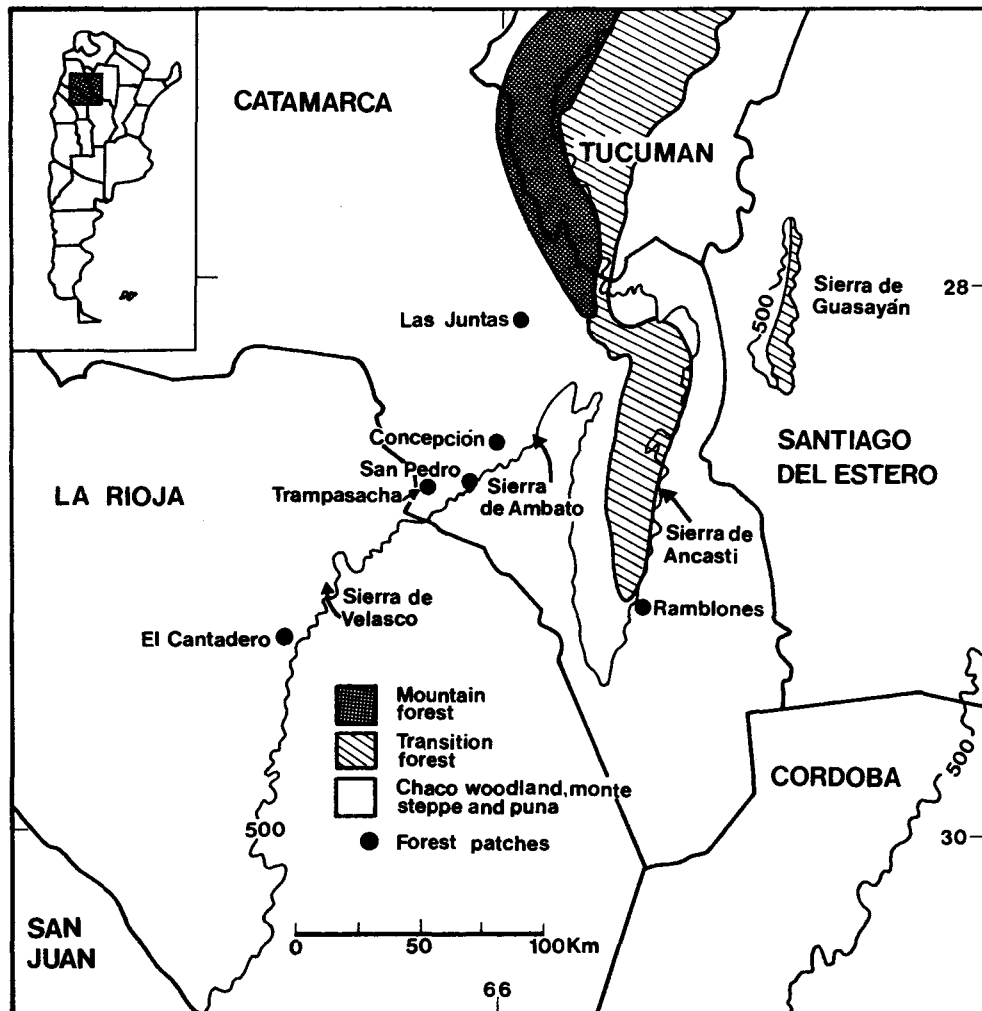 CATAMARCA
TUCUMAN
Sierra de
Guasayán
500
28
Las Juntas
Concepción
San Pedro
Trampasacha
LA RIOJA
Sierra
de Ambato
SANTIAGO
DEL ESTERO
Sierra de
Ancasti
Sierra de
Velasco
El Cantadero
Ramblones
Mountain
forest
Transition
forest
Chaco woodland, monte
steppe and puna
Forest patches
500
CORDOBA
500
30
SAN
JUAN
0 50 100Km
66